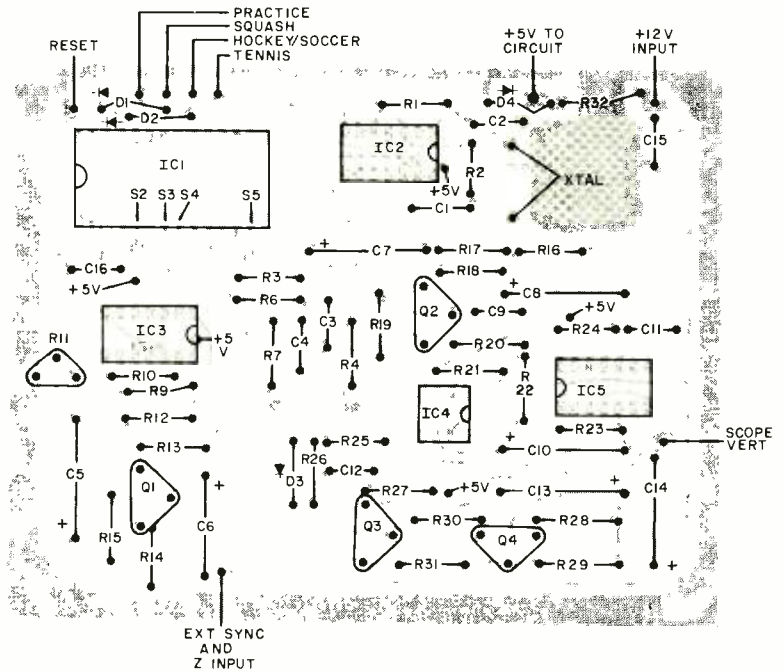 PRACTICE
SQUASH
HOCKEY/SOCCER
TENNIS
RESET
+5V TO
CIRCUIT
+12V
INPUT
D1
D2
R1
D4
R32
C2
C15
IC1
IC2
R2
XTAL
+5V
S2 S3 S4 S5
C1
C7
+
R17
R16
C16
+5V
R3
R18
R6
+
C8
Q2
C9
+5V
R11
IC3
+5
V
R7
C4
C3
R4
R19
R24
C11
R20
R10
R9
R21
R
22
IC5
R12
IC4
R13
R25
R23
C10
+
SCOPE
VERT
C5
+
Q1
+
C6
D3
R26
C12
R27
+5V
C13
+
C14
+
R15
R14
Q3
R30
Q4
R28
R31
R29
EXT SYNC
AND
Z INPUT